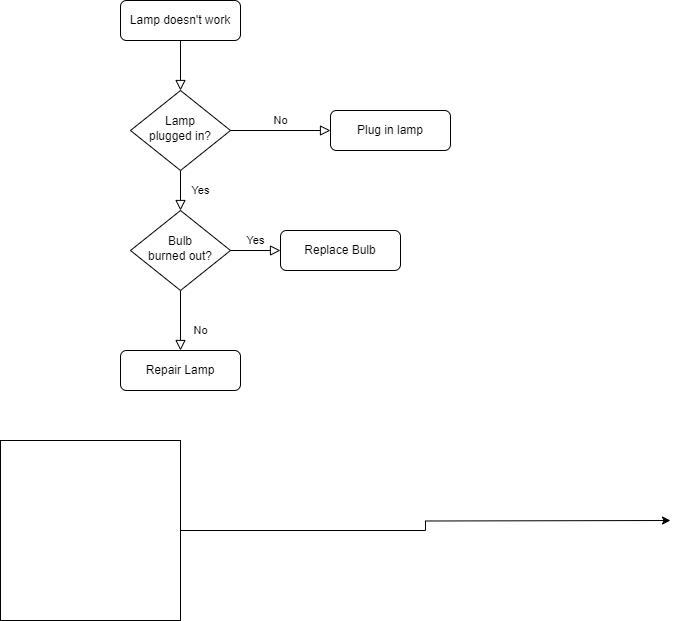 Lamp doesn't work
Lamp
plugged in?
No
Plug in lamp
Yes
Bulb
burned out?
Yes
Replace Bulb
No
Repair Lamp